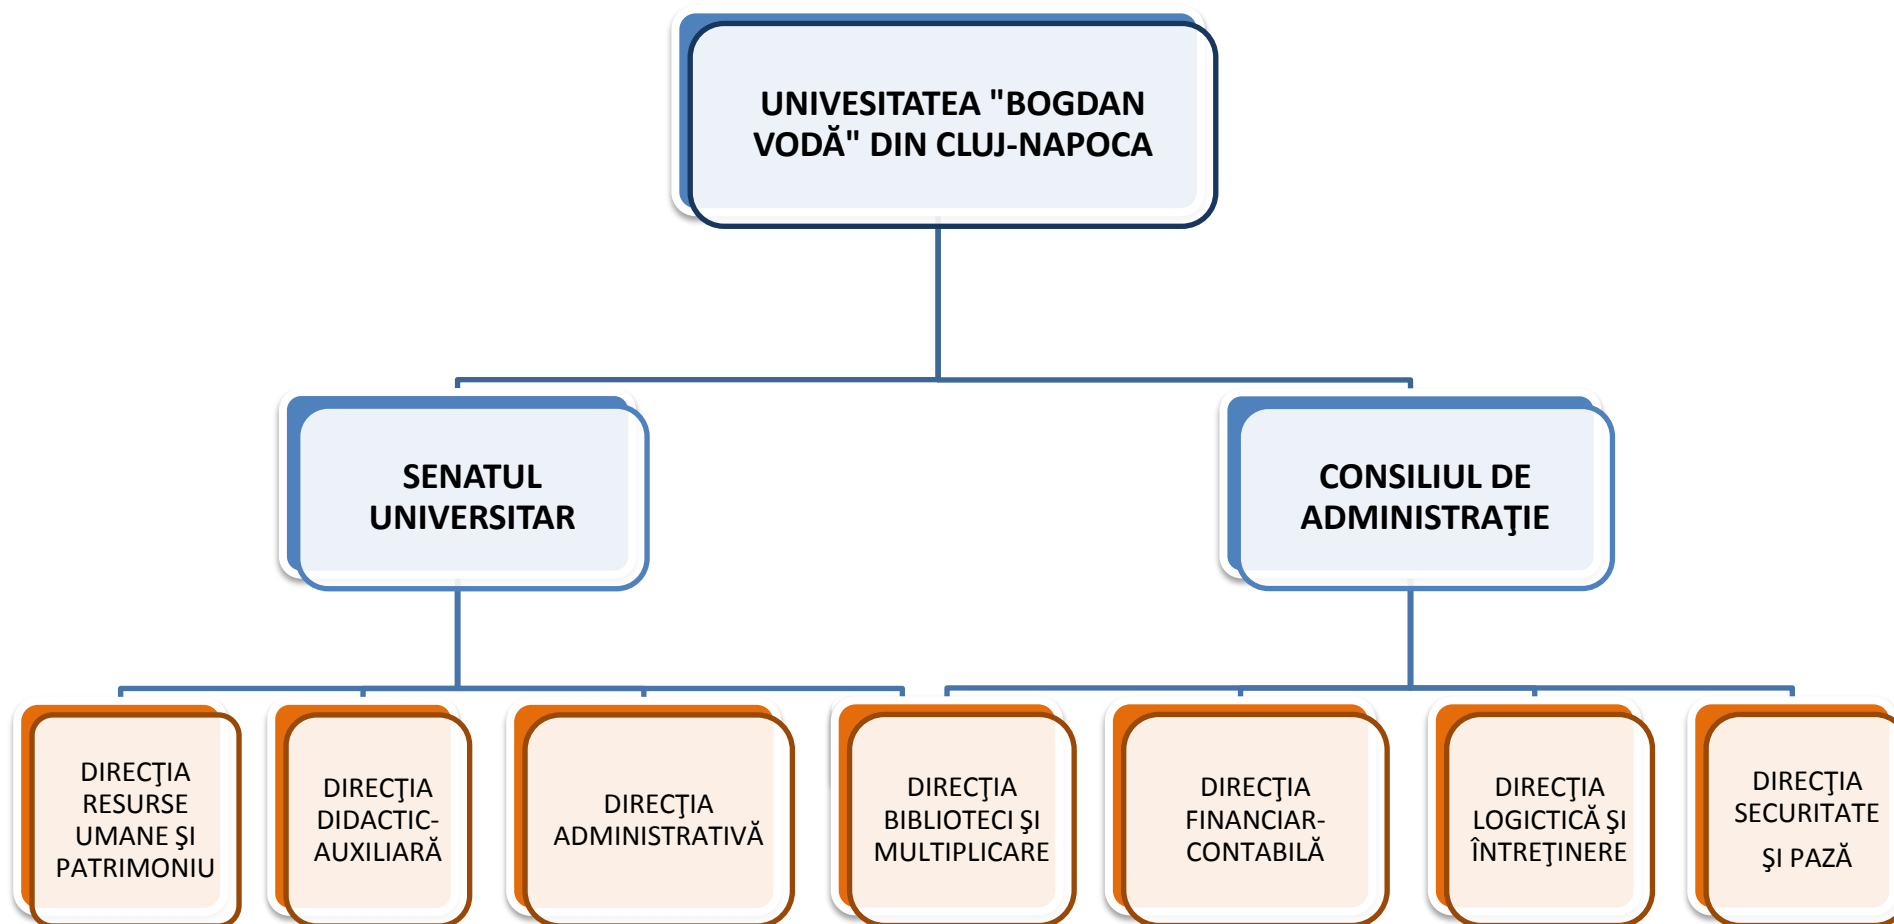 UNIVESITATEA "BOGDAN
VODĂ" DIN CLUJ-NAPOCA
SENATUL
UNIVERSITAR
CONSILIUL DE
ADMINISTRAŢIE
DIRECŢIA
RESURSE
UMANE ŞI
PATRIMONIU
DIRECŢIA
DIDACTIC-
AUXILIARĂ
DIRECŢIA
ADMINISTRATIVĂ
DIRECŢIA
BIBLIOTECI ŞI
MULTIPLICARE
DIRECŢIA
FINANCIAR-
CONTABILĂ
DIRECŢIA
LOGICTICĂ ŞI
ÎNTREŢINERE
DIRECŢIA
SECURITATE
ŞI PAZĂ